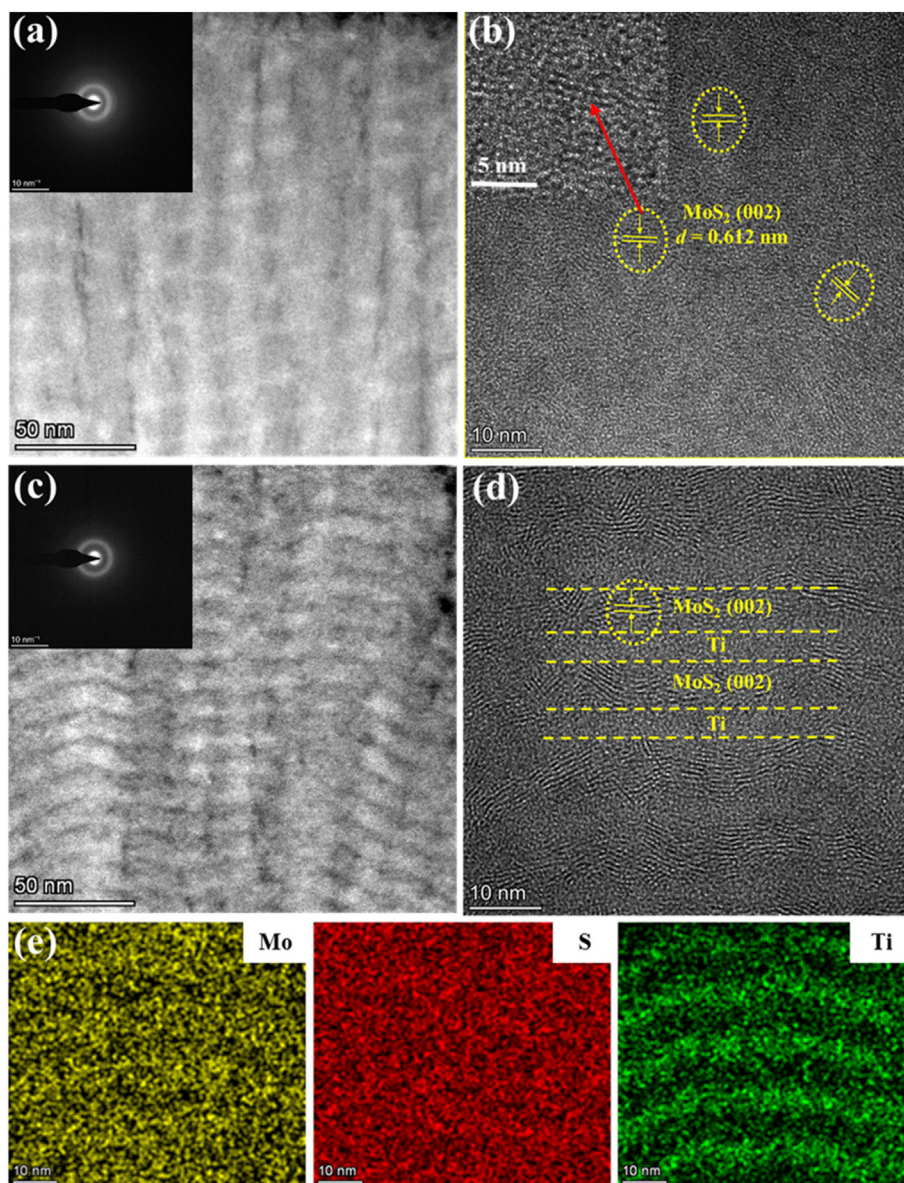 (a)
10 nm⁻¹
50 nm
(b)
5 nm
MoS₂ (002)
d = 0.612 nm
10 nm
(c)
10 nm⁻¹
50 nm
(d)
MoS₂ (002)
Ti
MoS₂ (002)
Ti
10 nm
(e)
Mo
10 nm
S
10 nm
Ti
10 nm